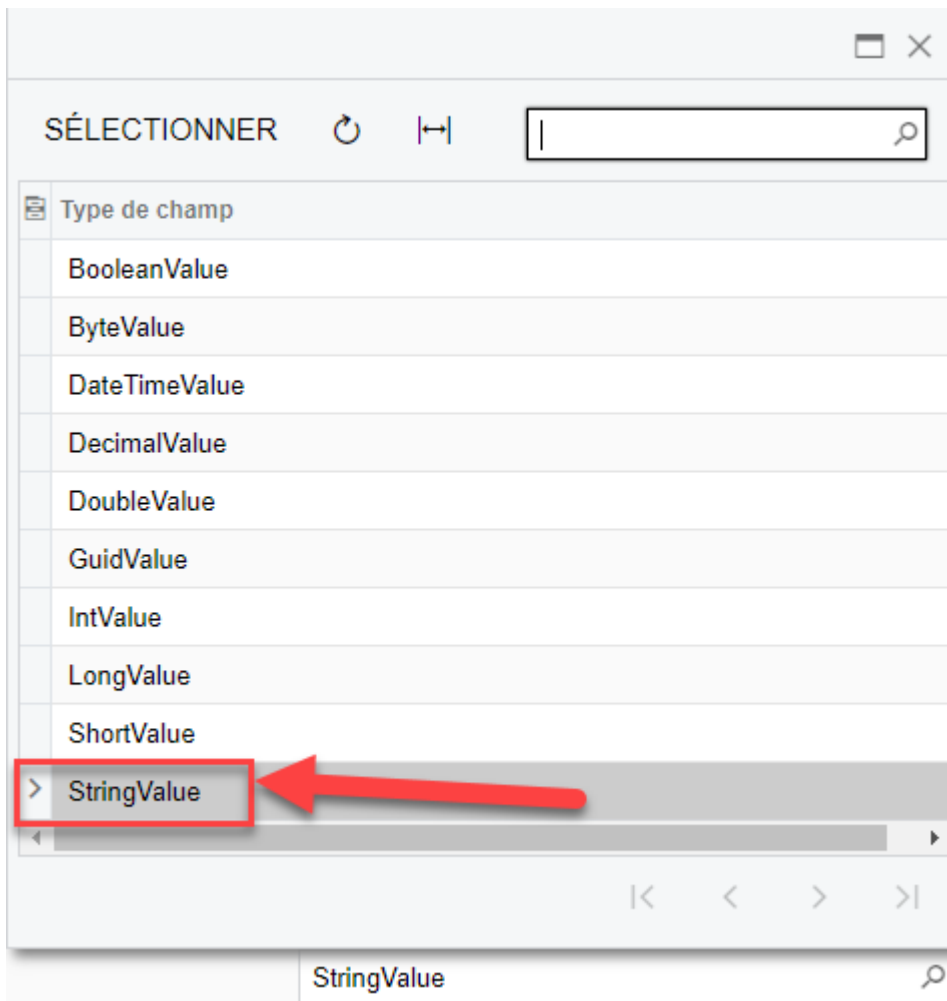 SÉLECTIONNER
Type de champ
BooleanValue
ByteValue
DateTimeValue
DecimalValue
DoubleValue
GuidValue
IntValue
LongValue
ShortValue
StringValue
StringValue